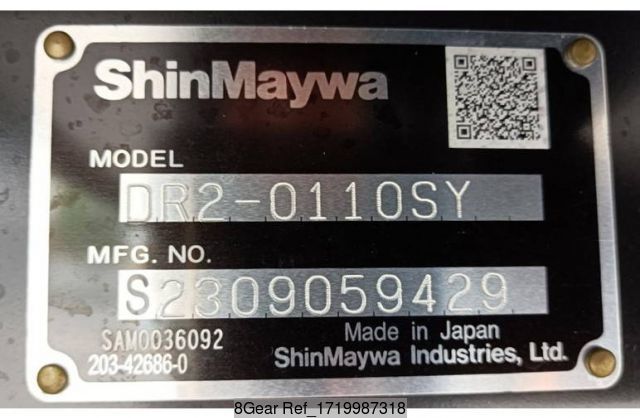 ShinMaywa
MODEL
DR2-0110SY
MFG. NO.
S2309059429
SAM0036092
203-42686-0
Made in Japan
ShinMaywa Industries, Ltd.
8Gear Ref_1719987318